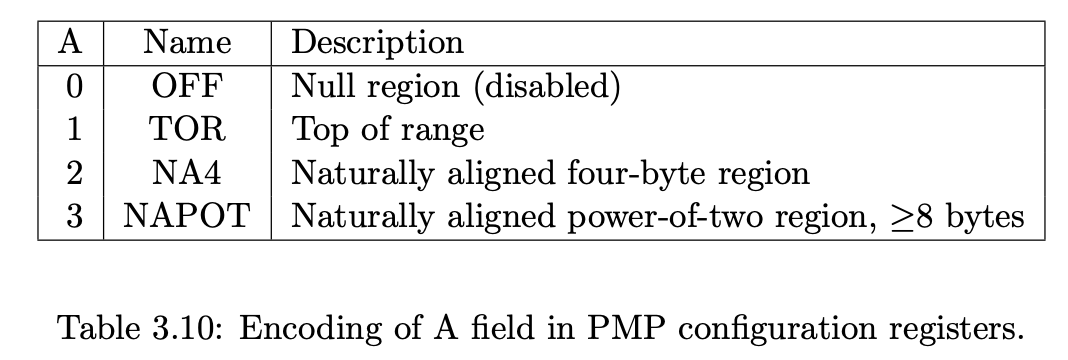 A Name Description
0 OFF Null region (disabled)
1 TOR Top of range
2 NA4 Naturally aligned four-byte region
3 NAPOT Naturally aligned power-of-two region, ≥8 bytes
Table 3.10: Encoding of A field in PMP configuration registers.